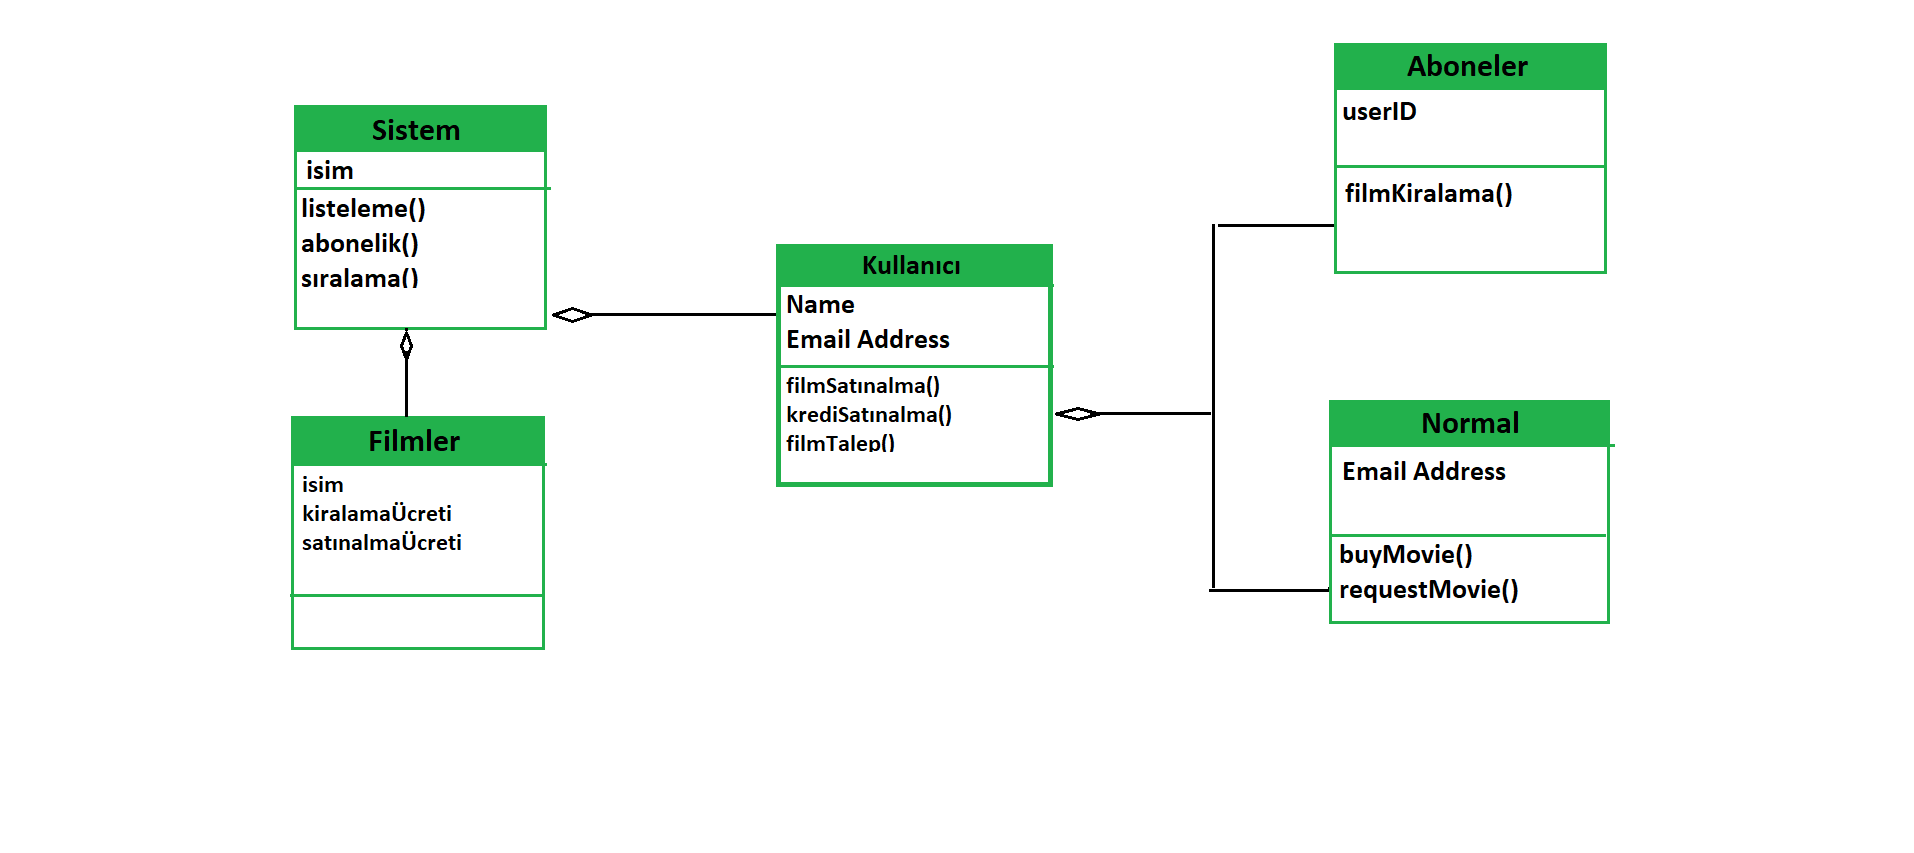 Sistem
isim
listeleme()
abonelik()
sıralama()
Filmler
isim
kiralamaÜcreti
satınalmaÜcreti
Kullanıcı
Name
Email Address
filmSatınalma()
krediSatınalma()
filmTalep()
Aboneler
userID
filmKiralama()
Normal
Email Address
buyMovie()
requestMovie()